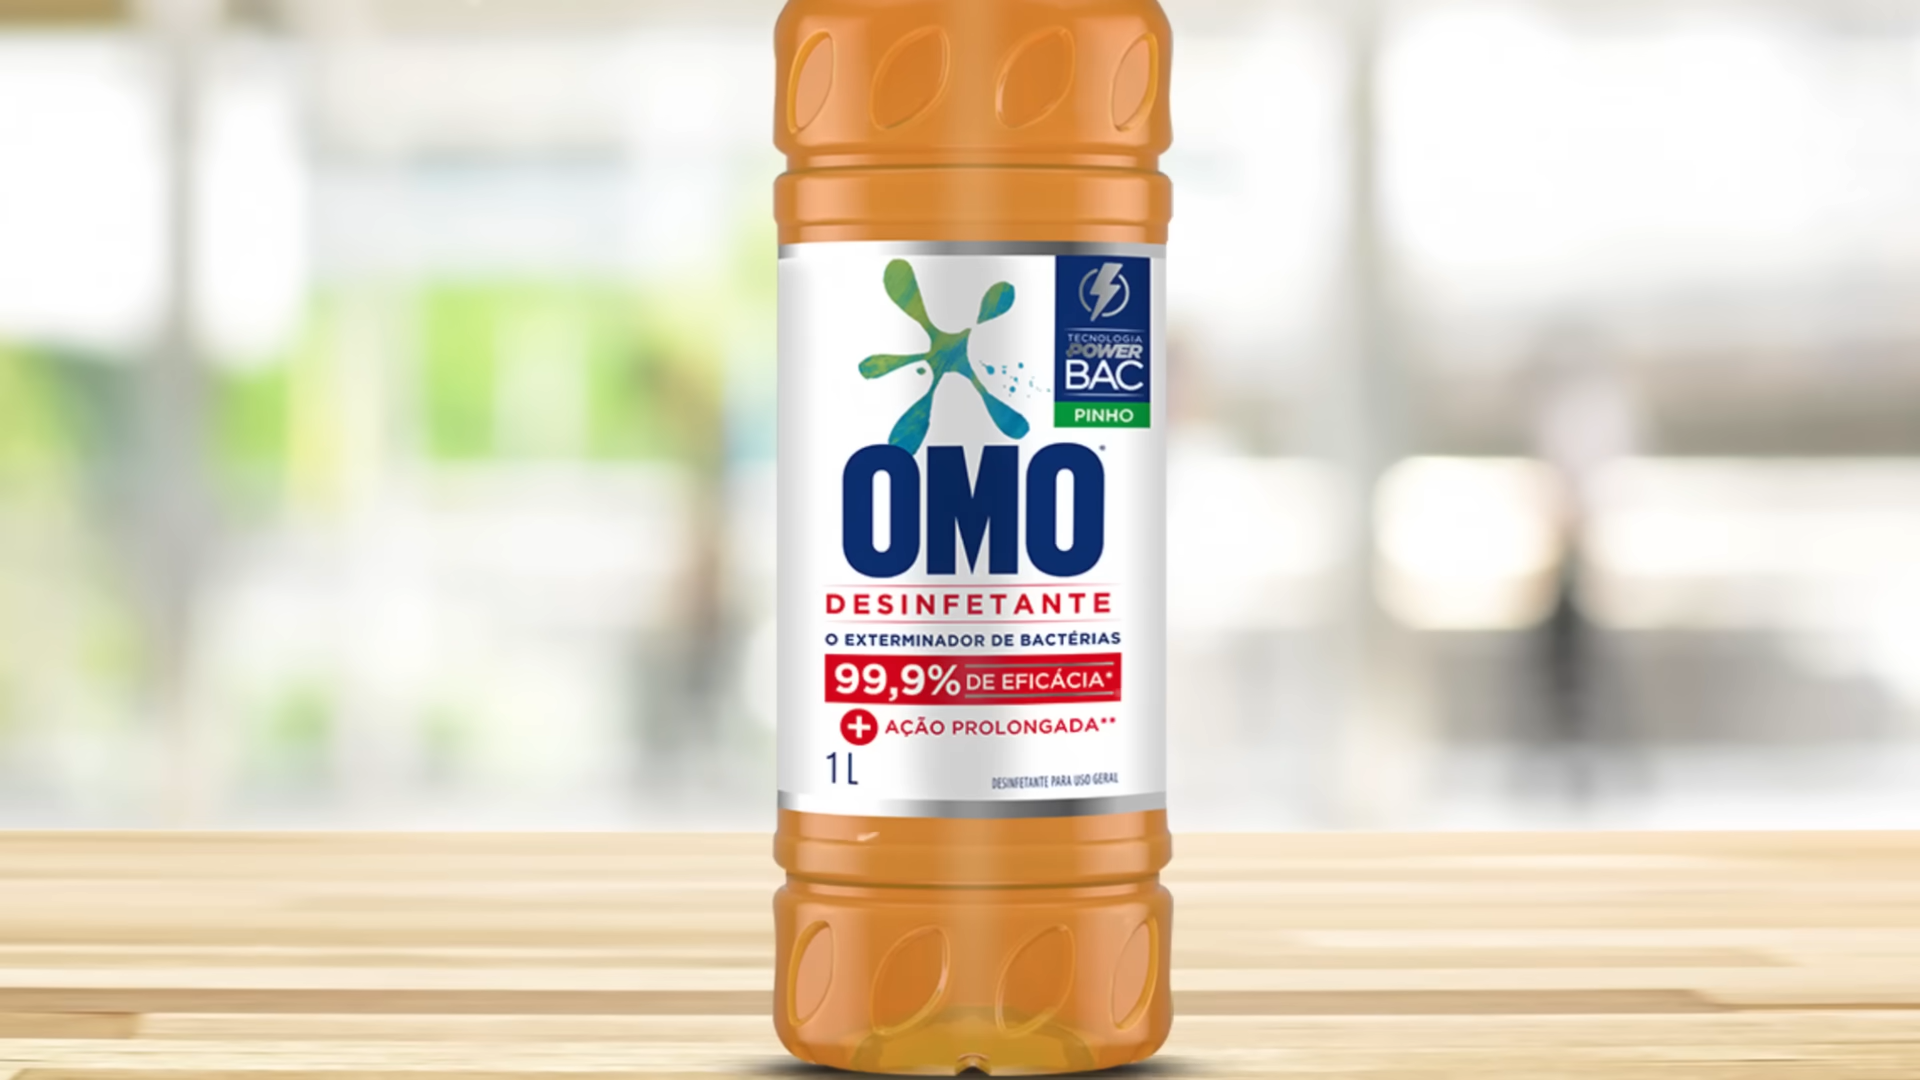 TECNOLOGIA
POWER
BAC
PINHO
OMO
DESINFETANTE
O EXTERMINADOR DE BACTÉRIAS
99,9% DE EFICÁCIA*
+ AÇÃO PROLONGADA**
1 L
DESINFETANTE PARA USO GERAL